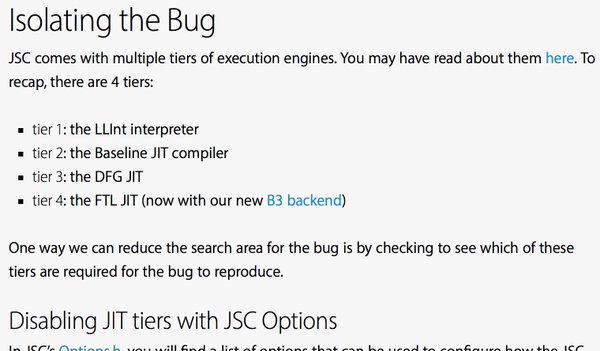 Isolating the Bug
JSC comes with multiple tiers of execution engines. You may have read about them here. To
recap, there are 4 tiers:
▪ tier 1: the LLInt interpreter
▪ tier 2: the Baseline JIT compiler
▪ tier 3: the DFG JIT
▪ tier 4: the FTL JIT (now with our new B3 backend)
One way we can reduce the search area for the bug is by checking to see which of these
tiers are required for the bug to reproduce.
Disabling JIT tiers with JSC Options
In JSC's Options.h, you will find a list of options that can be used to configure how the JSC